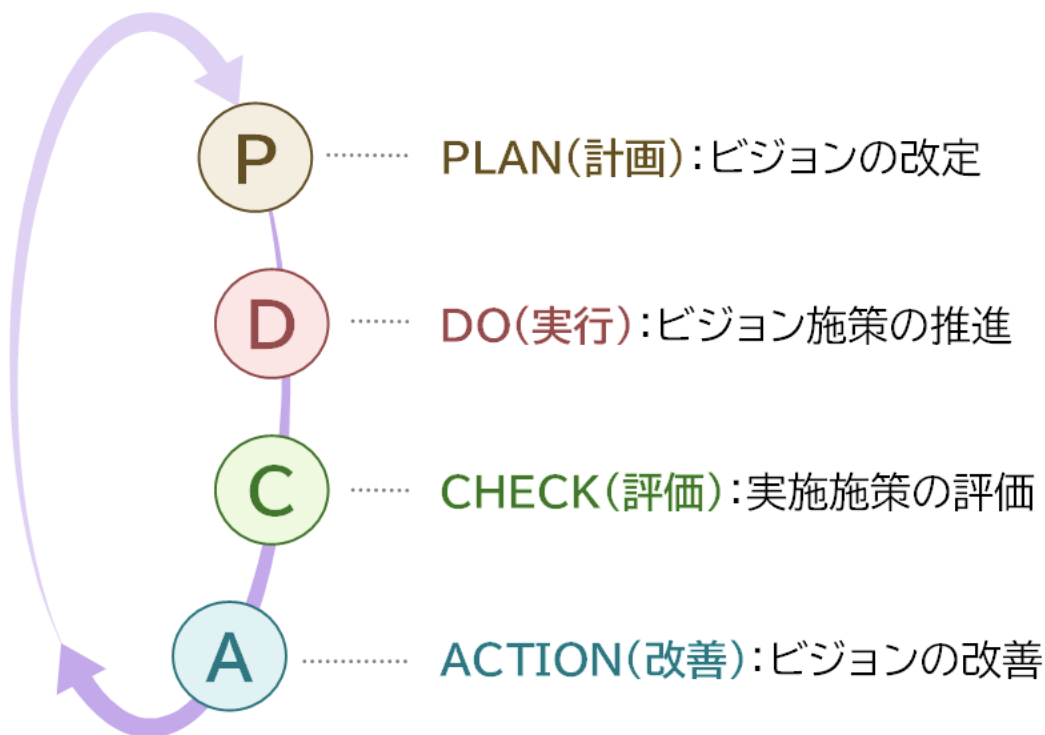 P PLAN(計画):ビジョンの改定
D DO(実行):ビジョン施策の推進
C CHECK(評価):実施施策の評価
A ACTION(改善):ビジョンの改善